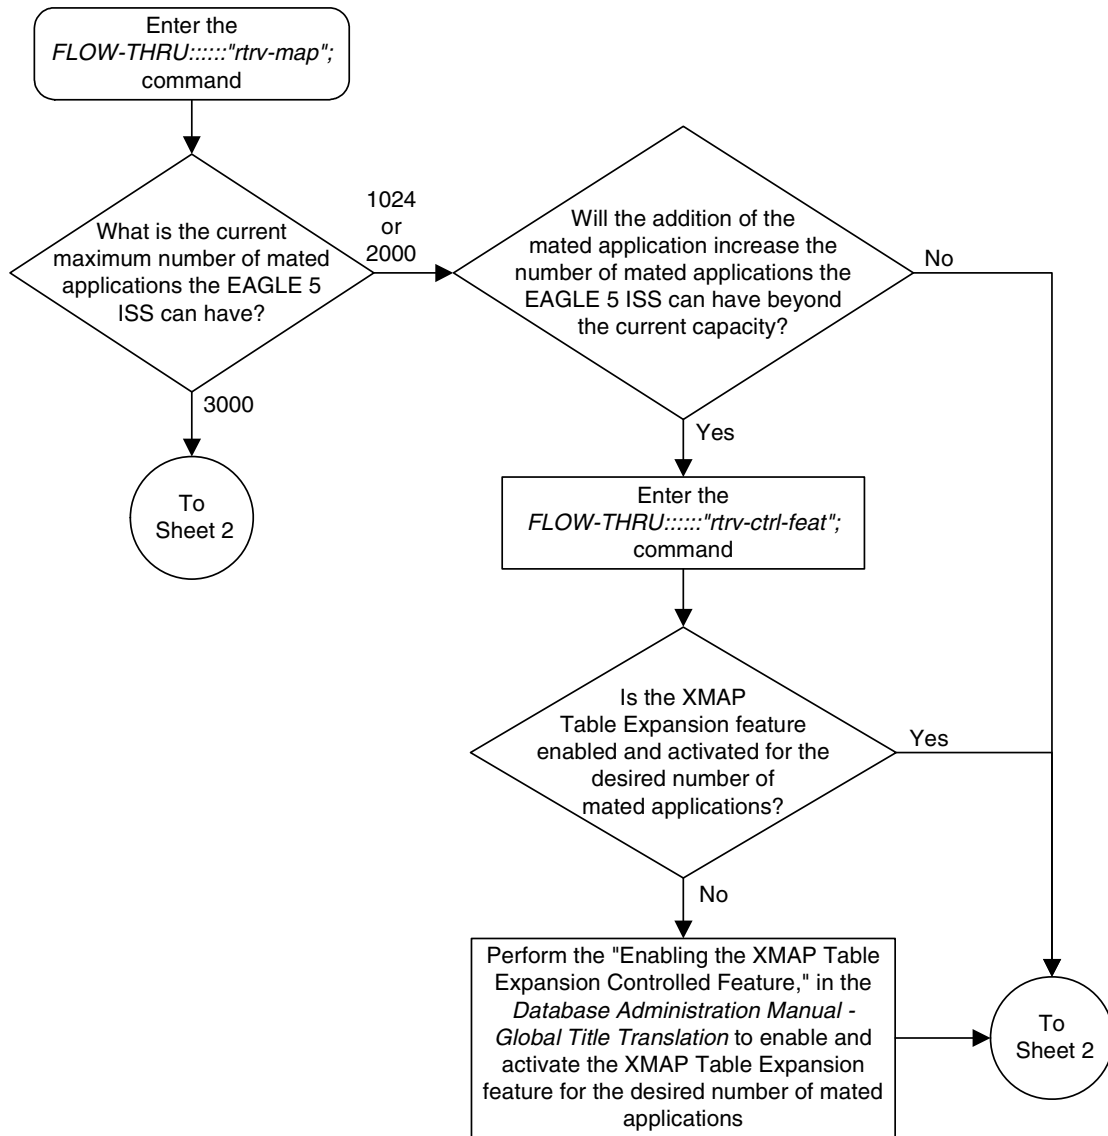 Enter the
FLOW-THRU::::::"rtrv-map";
command
What is the current
maximum number of mated
applications the EAGLE 5
ISS can have?
1024
or
2000
3000
To
Sheet 2
Will the addition of the
mated application increase the
number of mated applications the
EAGLE 5 ISS can have beyond
the current capacity?
No
Yes
Enter the
FLOW-THRU::::::"rtrv-ctrl-feat";
command
Is the XMAP
Table Expansion feature
enabled and activated for the
desired number of
mated applications?
Yes
No
Perform the "Enabling the XMAP Table
Expansion Controlled Feature," in the
Database Administration Manual -
Global Title Translation to enable and
activate the XMAP Table Expansion
feature for the desired number of mated
applications
To
Sheet 2